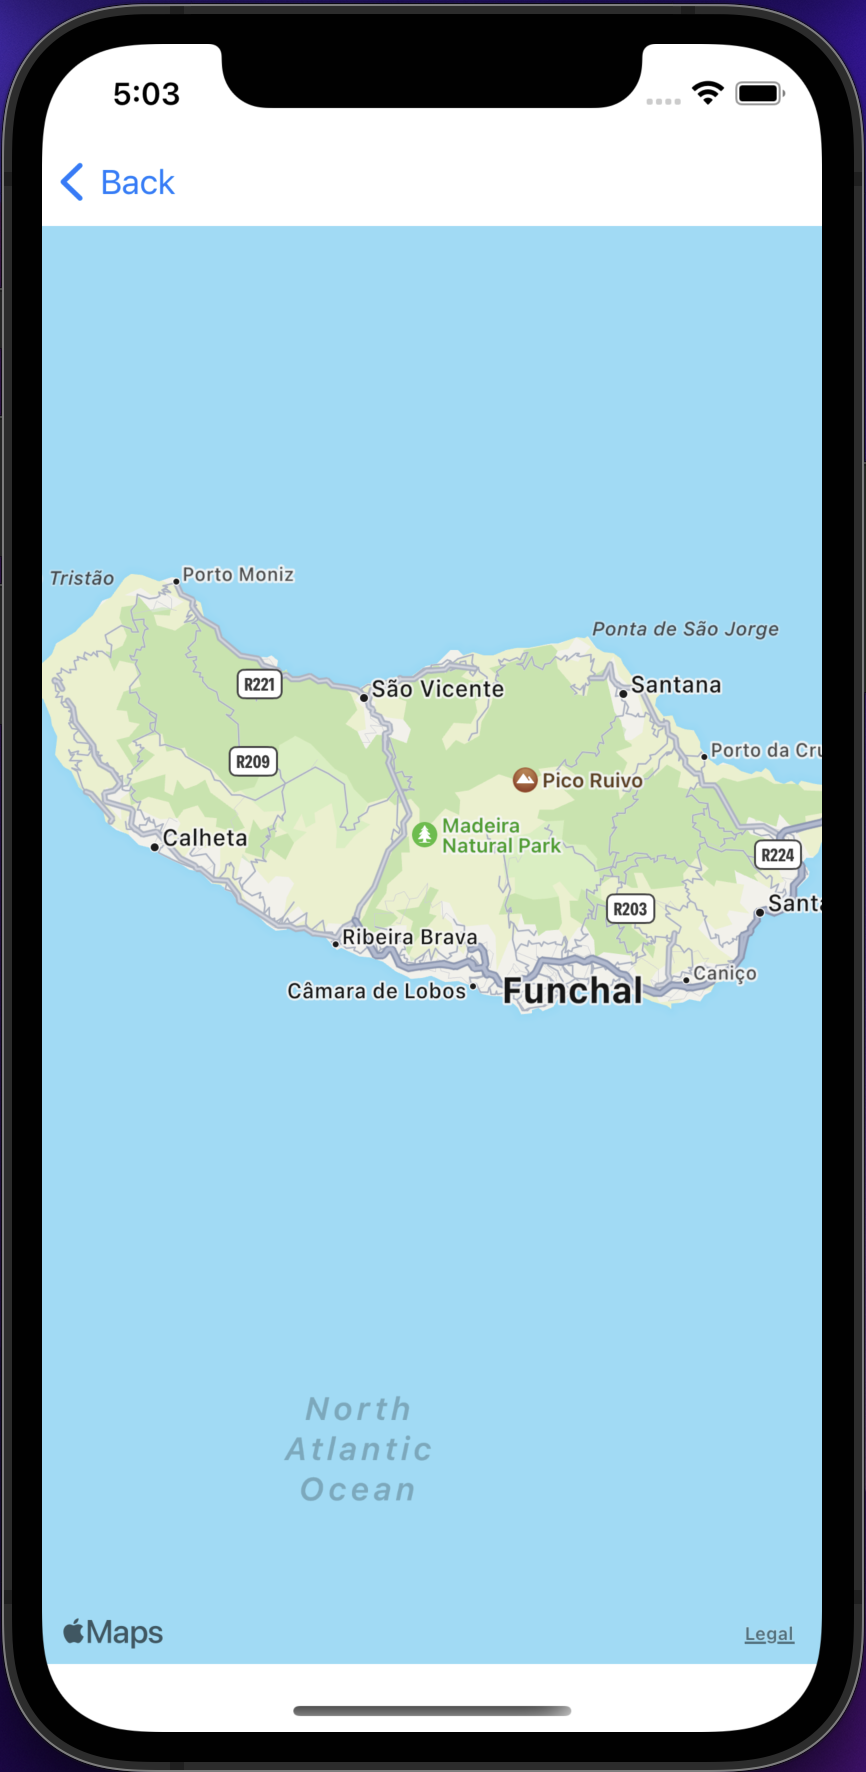 5:03
Back
Tristão
Porto Moniz
Ponta de São Jorge
R221
São Vicente
Santana
R209
Porto da Cru
Pico Ruivo
Madeira
Natural Park
Calheta
R224
R203
Santa
Ribeira Brava
Caniço
Câmara de Lobos
Funchal
North
Atlantic
Ocean
Maps
Legal